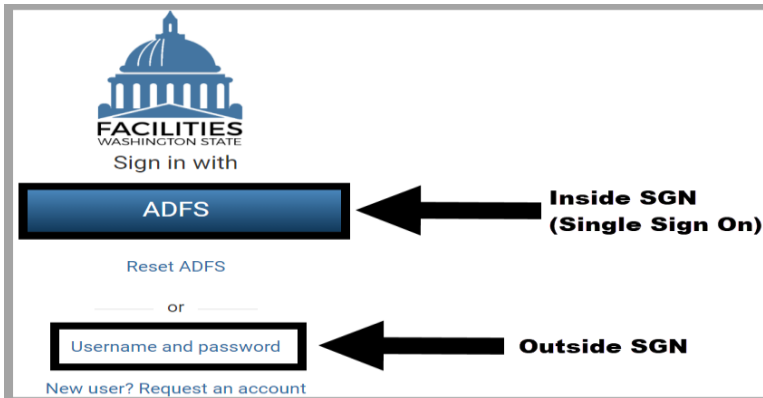 FACILITIES
WASHINGTON STATE
Sign in with
ADFS
Inside SGN
(Single Sign On)
Reset ADFS
or
Username and password
Outside SGN
New user? Request an account